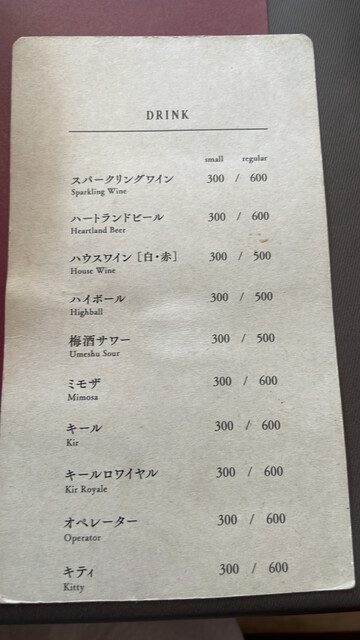 DRINK
small regular
スパークリングワイン 300 / 600
Sparkling Wine
ハートランドビール 300 / 600
Heartland Beer
ハウスワイン [白・赤] 300 / 500
House Wine
ハイボール 300 / 500
Highball
梅酒サワー 300 / 500
Umeshu Sour
ミモザ 300 / 600
Mimosa
キール 300 / 600
Kir
キールロワイヤル 300 / 600
Kir Royale
オペレーター 300 / 600
Operator
キティ 300 / 600
Kitty